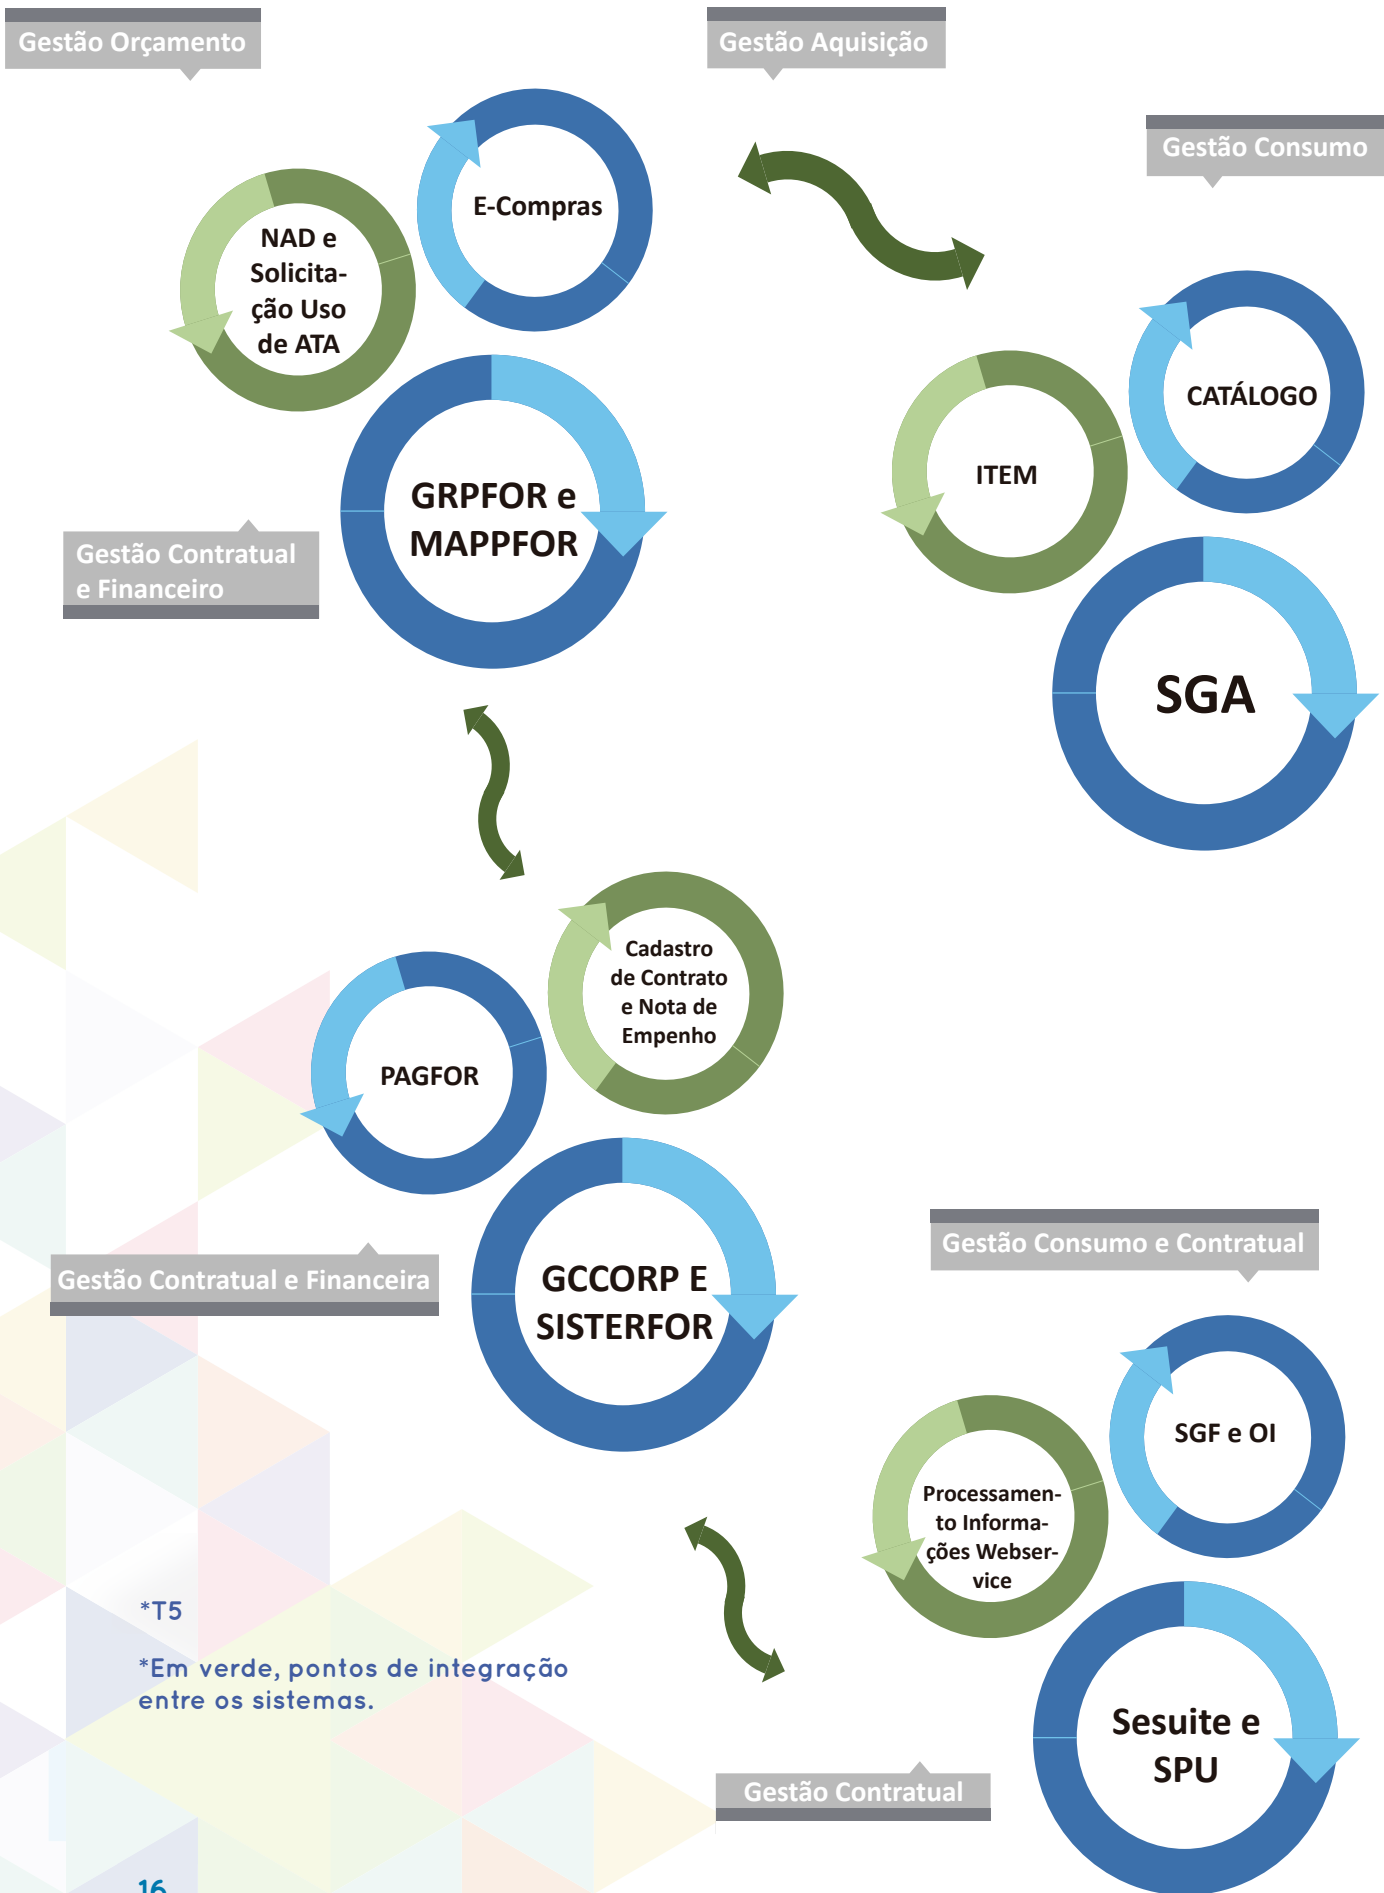 Gestão Orçamento
Gestão Aquisição
Gestão Consumo
E-Compras
NAD e
Solicita-
ção Uso
de ATA
GRPFOR e
MAPPFOR
Gestão Contratual
e Financeiro
CATÁLOGO
ITEM
SGA
Cadastro
de Contrato
e Nota de
Empenho
PAGFOR
GCCORP E
SISTERFOR
Gestão Contratual e Financeira
Gestão Consumo e Contratual
SGF e OI
Processamen-
to Informa-
ções Webser-
vice
Sesuite e
SPU
Gestão Contratual
*T5
*Em verde, pontos de integração
entre os sistemas.
16